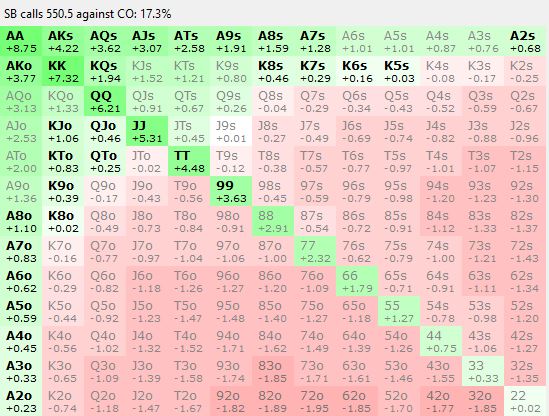 SB calls 550.5 against CO: 17.3%
AA AKs AQs AJs ATs A9s A8s A7s A6s A5s A4s A3s A2s
+8.75 +4.22 +3.62 +3.07 +2.58 +1.91 +1.59 +1.28 +1.01 +1.01 +0.87 +0.76 +0.68
AKo KK KQs KJs KTs K9s K8s K7s K6s K5s K4s K3s K2s
+3.77 +7.32 +1.94 +1.52 +1.21 +0.80 +0.46 +0.29 +0.16 +0.03 -0.08 -0.17 -0.25
AQo KQo QQ QJs QTs Q9s Q8s Q7s Q6s Q5s Q4s Q3s Q2s
+3.13 +1.33 +6.21 +0.91 +0.67 +0.26 -0.04 -0.29 -0.34 -0.43 -0.52 -0.59 -0.67
AJo KJo QJo JJ JTs J9s J8s J7s J6s J5s J4s J3s J2s
+2.53 +1.06 +0.46 +5.31 +0.45 +0.01 -0.27 -0.49 -0.69 -0.74 -0.82 -0.88 -0.96
ATo KTo QTo JTo TT T9s T8s T7s T6s T5s T4s T3s T2s
+2.00 +0.83 +0.25 -0.02 +4.48 -0.12 -0.38 -0.57 -0.77 -0.97 -1.01 -1.07 -1.15
A9o K9o Q9o J9o T9o 99 98s 97s 96s 95s 94s 93s 92s
+1.36 +0.39 -0.17 -0.43 -0.56 +3.63 -0.45 -0.59 -0.79 -0.98 -1.20 -1.23 -1.30
A8o K8o Q8o J8o T8o 98o 88 87s 86s 85s 84s 83s 82s
+1.10 +0.02 -0.49 -0.73 -0.84 -0.91 +2.91 -0.54 -0.72 -0.91 -1.12 -1.33 -1.37
A7o K7o Q7o J7o T7o 97o 87o 77 76s 75s 74s 73s 72s
+0.83 -0.16 -0.77 -0.97 -1.04 -1.06 -1.00 +2.32 -0.62 -0.79 -1.00 -1.21 -1.43
A6o K6o Q6o J6o T6o 96o 86o 76o 66 65s 64s 63s 62s
+0.62 -0.29 -0.82 -1.18 -1.26 -1.27 -1.20 -1.09 +1.79 -0.71 -0.91 -1.11 -1.34
A5o K5o Q5o J5o T5o 95o 85o 75o 65o 55 54s 53s 52s
+0.59 -0.44 -0.92 -1.23 -1.47 -1.48 -1.40 -1.27 -1.18 +1.27 -0.78 -0.98 -1.20
A4o K4o Q4o J4o T4o 94o 84o 74o 64o 54o 44 43s 42s
+0.45 -0.56 -1.02 -1.32 -1.52 -1.71 -1.62 -1.49 -1.39 -1.26 +0.75 -1.06 -1.27
A3o K3o Q3o J3o T3o 93o 83o 73o 63o 53o 43o 33 32s
+0.33 -0.65 -1.09 -1.39 -1.58 -1.74 -1.85 -1.71 -1.61 -1.46 -1.55 +0.33 -1.35
A2o K2o Q2o J2o T2o 92o 82o 72o 62o 52o 42o 32o 22
+0.23 -0.74 -1.18 -1.47 -1.67 -1.82 -1.89 -1.95 -1.85 -1.70 -1.77 -1.85 -0.02